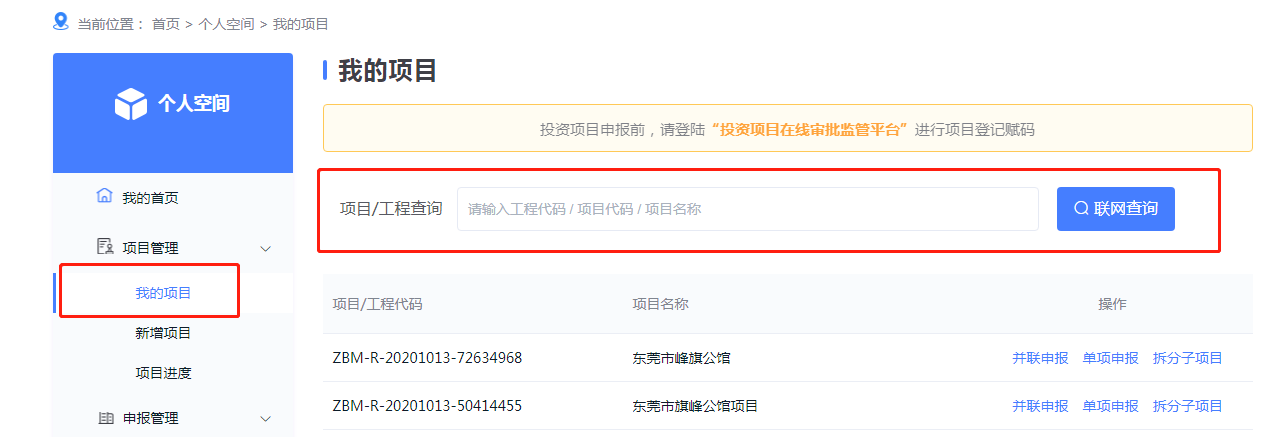 当前位置： 首页 > 个人空间 > 我的项目
个人空间
我的首页
项目管理
我的项目
新增项目
项目进度
申报管理
我的项目
投资项目申报前，请登陆“投资项目在线审批监管平台”进行项目登记赋码
项目/工程查询 请输入工程代码 / 项目代码 / 项目名称 联网查询
项目/工程代码 项目名称 操作
ZBM-R-20201013-72634968 东莞市峰旗公馆 并联申报 单项申报 拆分子项目
ZBM-R-20201013-50414455 东莞市旗峰公馆项目 并联申报 单项申报 拆分子项目